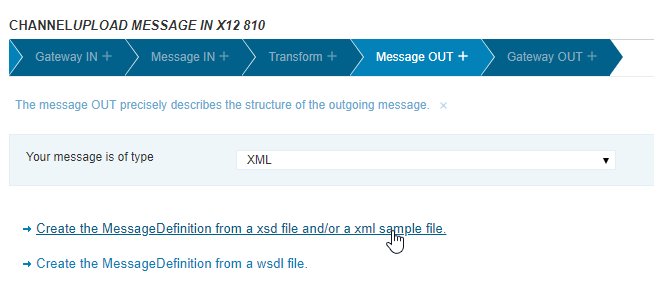 CHANNELUPLOAD MESSAGE IN X12 810
Gateway IN + Message IN + Transform + Message OUT + Gateway OUT +
The message OUT precisely describes the structure of the outgoing message. ×
Your message is of type XML
Create the MessageDefinition from a xsd file and/or a xml sample file.
Create the MessageDefinition from a wsdl file.